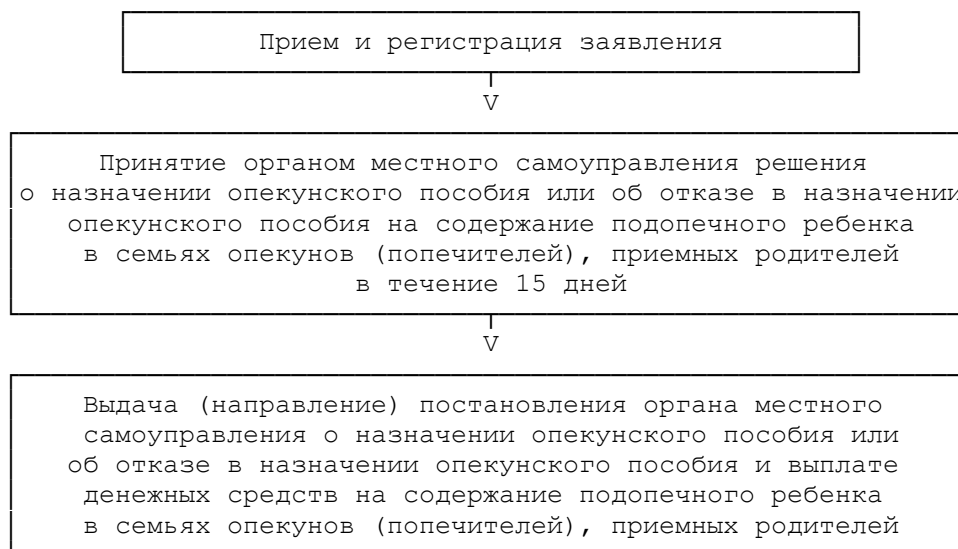 Прием и регистрация заявления
V
Принятие органом местного самоуправления решения
о назначении опекунского пособия или об отказе в назначении
опекунского пособия на содержание подопечного ребенка
в семьях опекунов (попечителей), приемных родителей
в течение 15 дней
V
Выдача (направление) постановления органа местного
самоуправления о назначении опекунского пособия или
об отказе в назначении опекунского пособия и выплате
денежных средств на содержание подопечного ребенка
в семьях опекунов (попечителей), приемных родителей